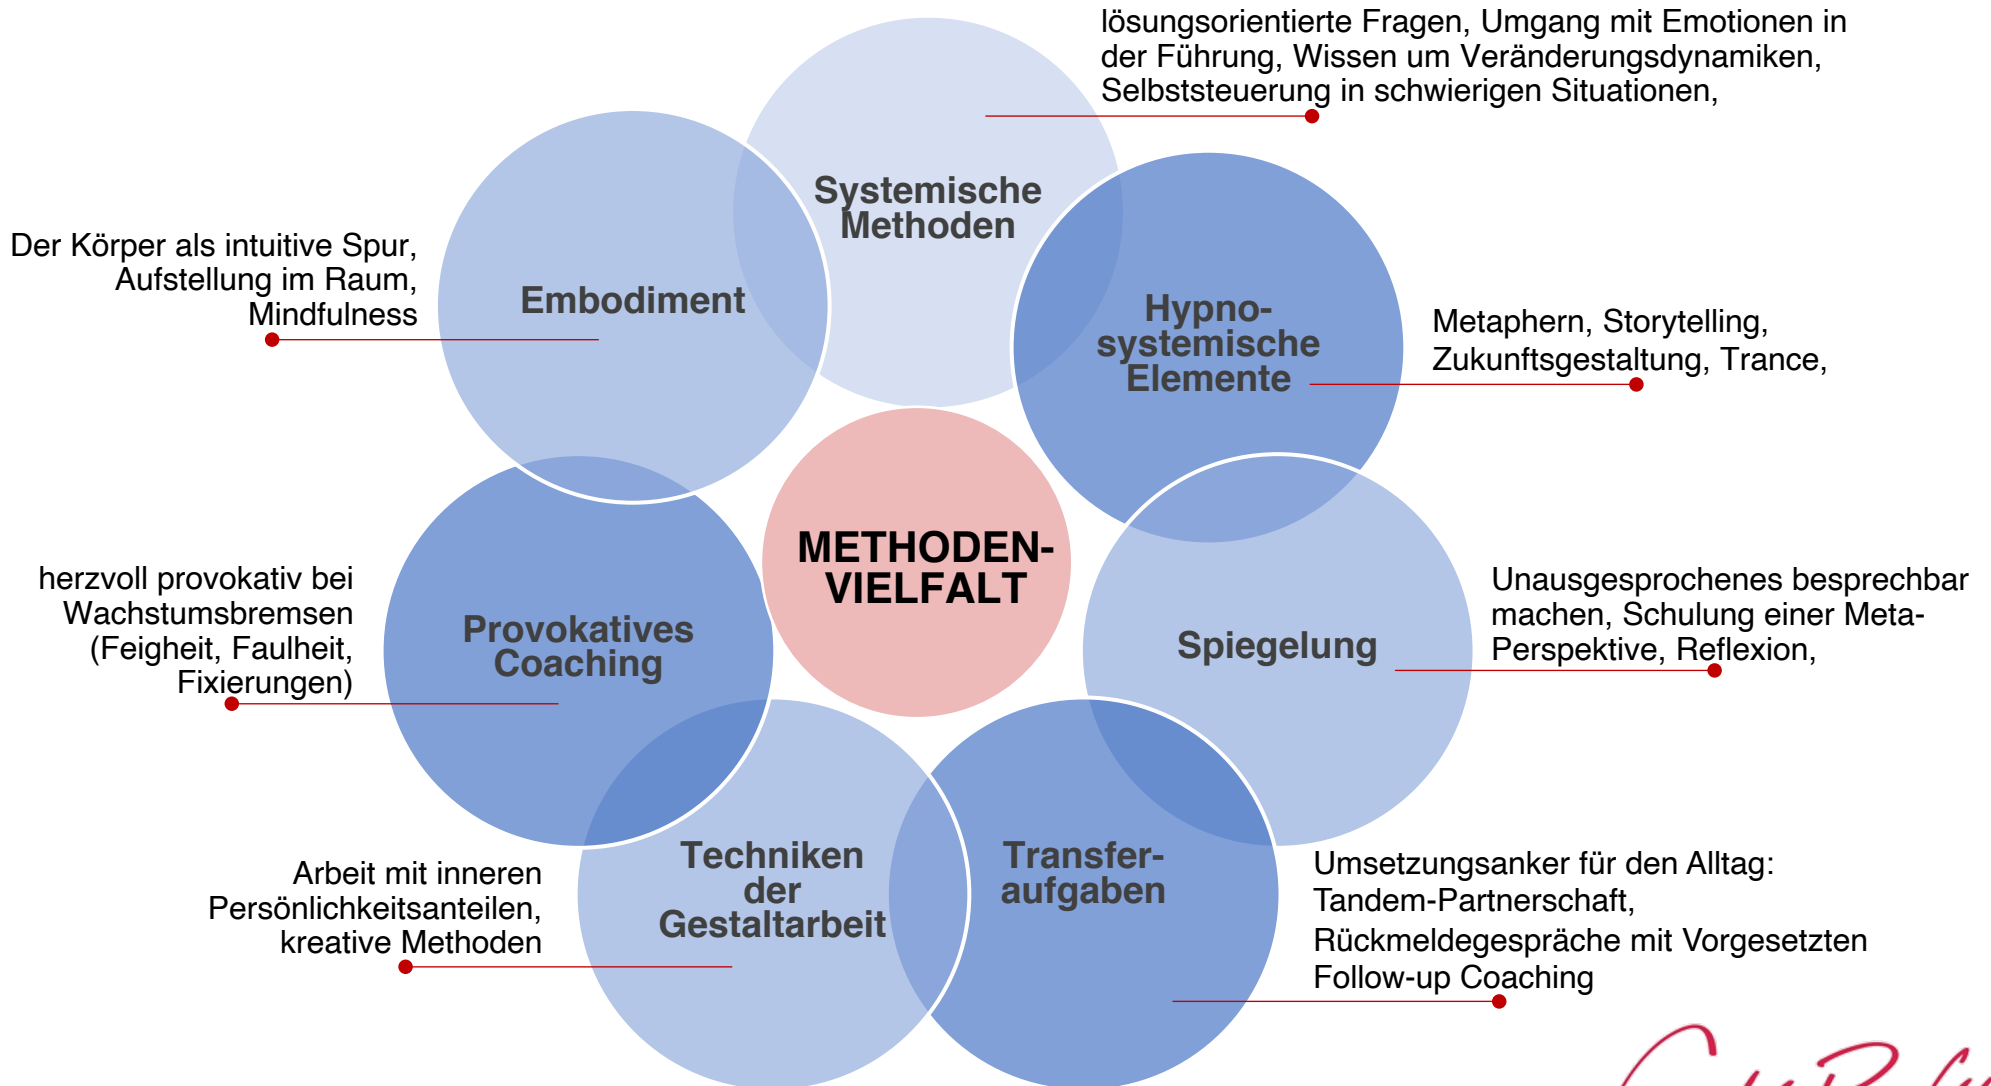 lösungsorientierte Fragen, Umgang mit Emotionen in
der Führung, Wissen um Veränderungsdynamiken,
Selbststeuerung in schwierigen Situationen,
Systemische
Methoden
Der Körper als intuitive Spur,
Aufstellung im Raum,
Mindfulness
Embodiment
Hypno-
systemische
Elemente
Metaphern, Storytelling,
Zukunftsgestaltung, Trance,
METHODEN-
VIELFALT
herzvoll provokativ bei
Wachstumsbremsen
(Feigheit, Faulheit,
Fixierungen)
Provokatives
Coaching
Spiegelung
Unausgesprochenes besprechbar
machen, Schulung einer Meta-
Perspektive, Reflexion,
Arbeit mit inneren
Persönlichkeitsanteilen,
kreative Methoden
Techniken
der
Gestaltarbeit
Transfer-
aufgaben
Umsetzungsanker für den Alltag:
Tandem-Partnerschaft,
Rückmeldegespräche mit Vorgesetzten
Follow-up Coaching